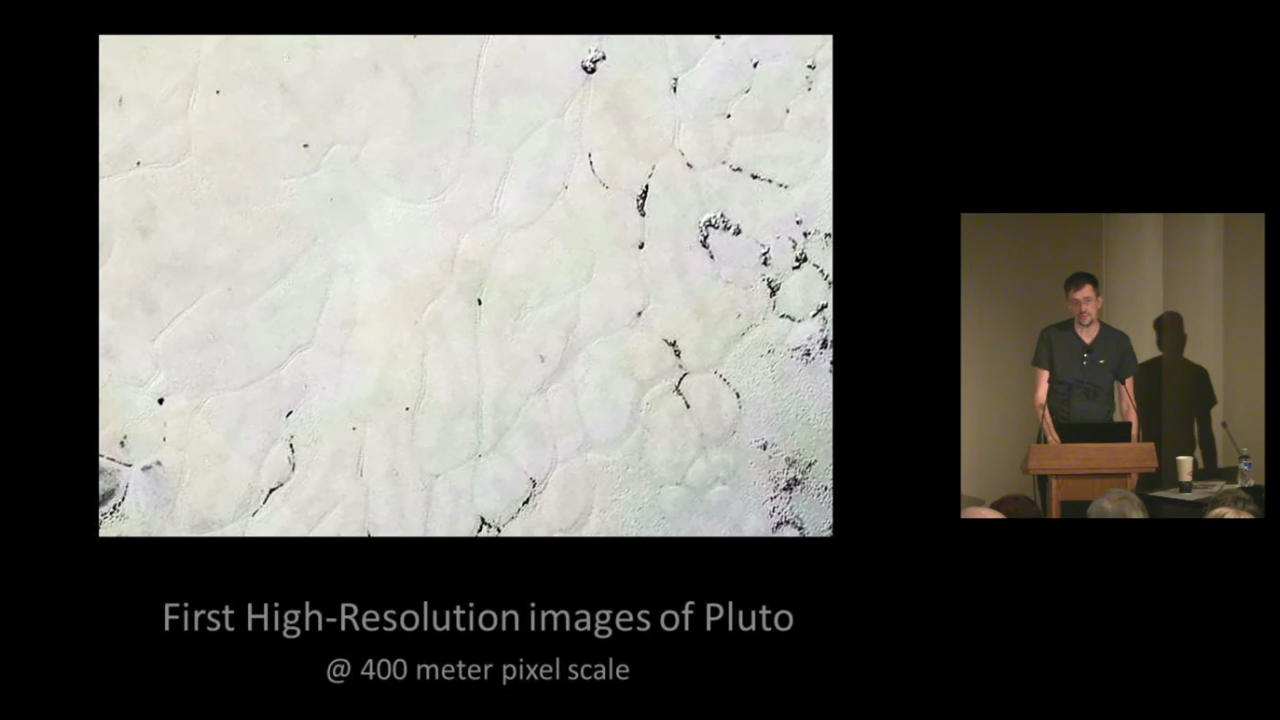 First High-Resolution images of Pluto
@ 400 meter pixel scale